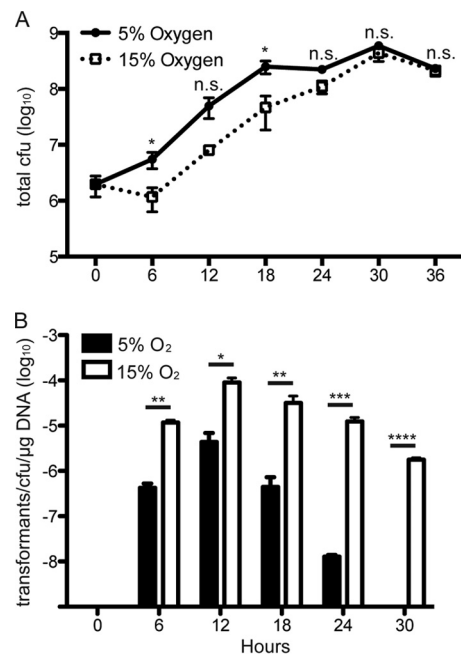 A
total cfu (log₁₀)
9
8
7
6
5
5% Oxygen
15% Oxygen
*
n.s.
*
n.s.
n.s.
n.s.
0 6 12 18 24 30 36
B
transformants/cfu/µg DNA (log₁₀)
-3
-4
-5
-6
-7
-8
5% O₂
15% O₂
**
*
**
***
****
0 6 12 18 24 30
Hours